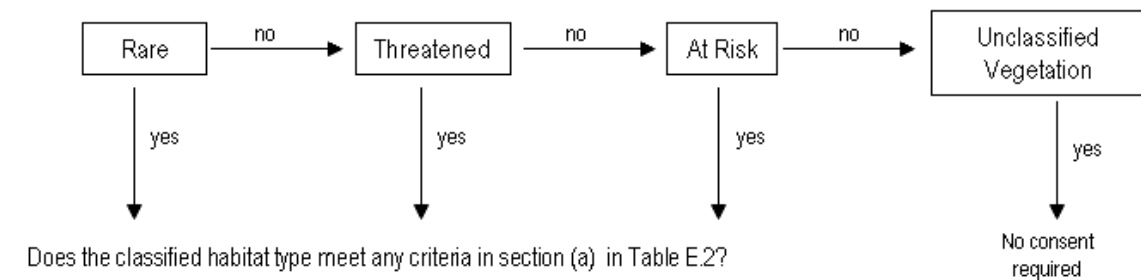 Rare
no
Threatened
no
At Risk
no
Unclassified
Vegetation
yes
yes
yes
yes
Does the classified habitat type meet any criteria in section (a) in Table E.2?
No consent
required